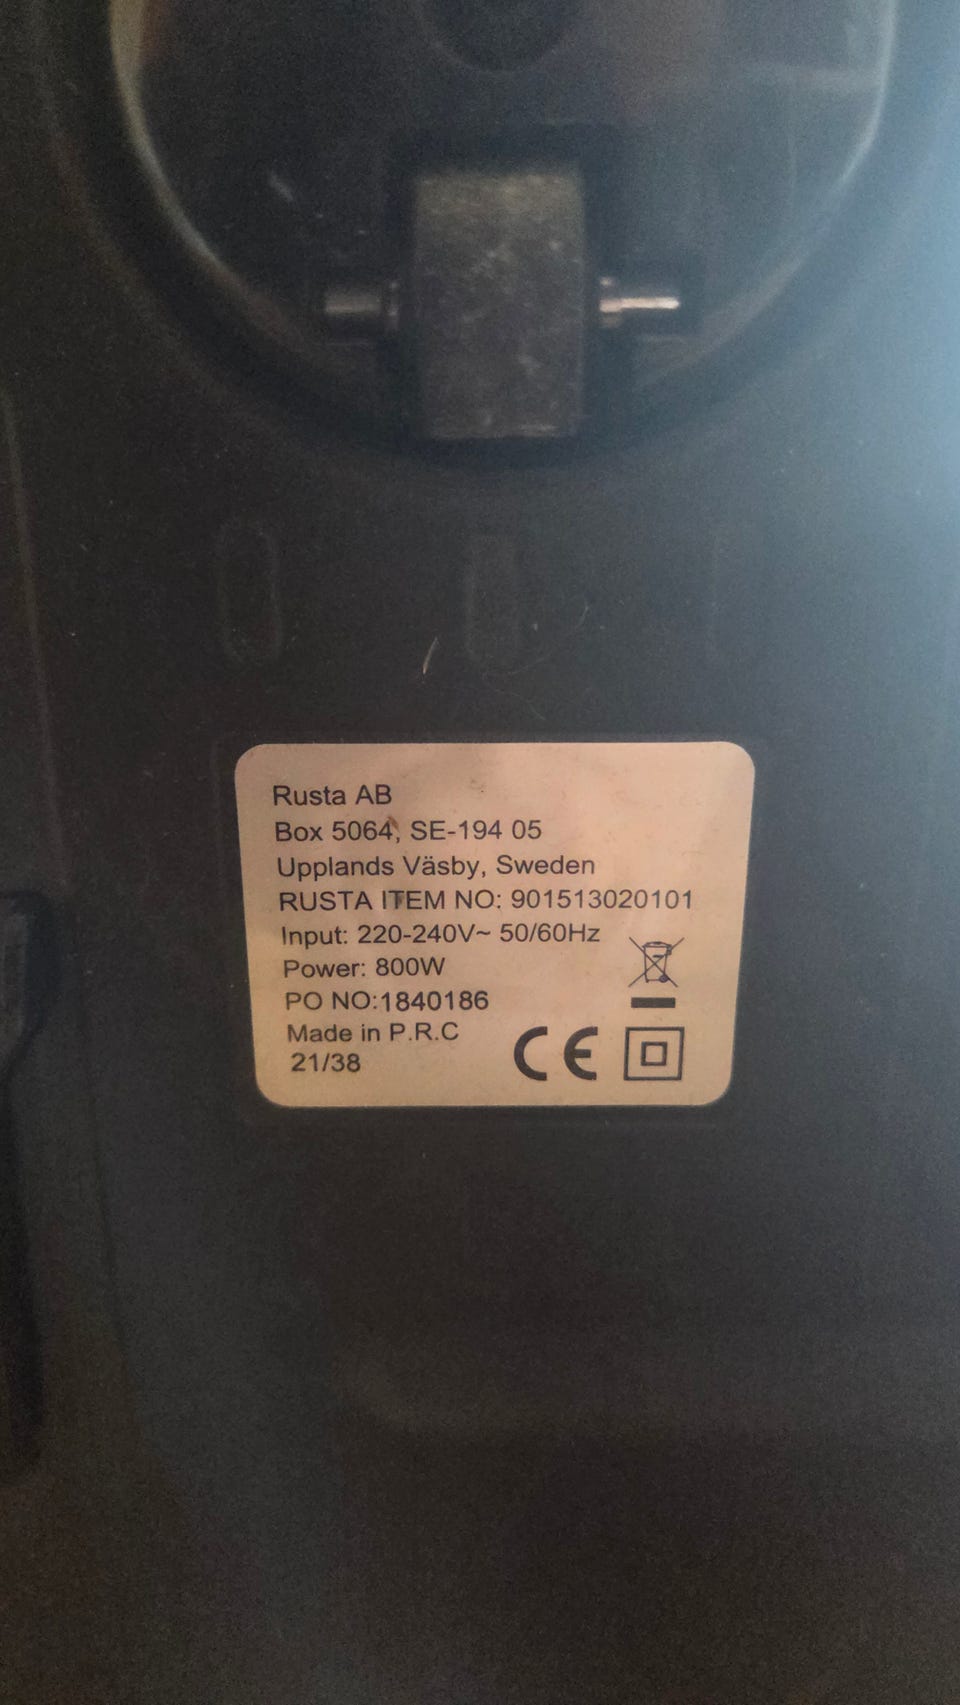 Rusta AB
Box 5064, SE-194 05
Upplands Väsby, Sweden
RUSTA ITEM NO: 901513020101
Input: 220-240V~ 50/60Hz
Power: 800W
PO NO:1840186
Made in P.R.C
21/38
CE